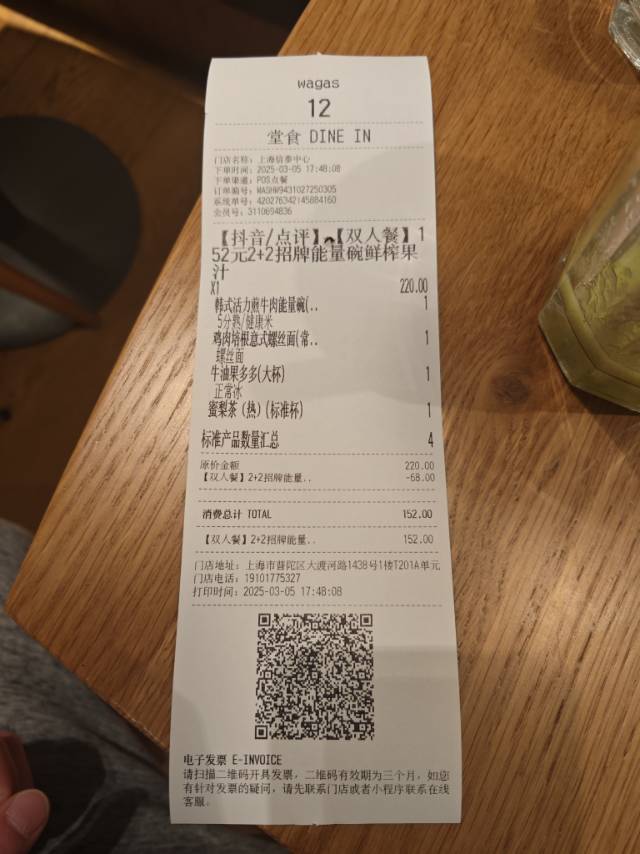 wagas
12
堂食 DINE IN
门店名称: 上海信泰中心
下单时间: 2025-03-05 17:48:08
下单渠道: POS点餐
订单编号: WASHW9431027250305
系统单号: 420276342145884160
会员号: 3110694836
【抖音/点评】、【双人餐】1
52元2+2招牌能量碗鲜榨果
汁
X1 220.00
韩式活力煎牛肉能量碗(.. 1
5分熟/健康米
鸡肉培根意式螺丝面(常.. 1
螺丝面
牛油果多多(大杯) 1
正常冰
蜜梨茶（热）(标准杯) 1
标准产品数量汇总 4
原价金额 220.00
【双人餐】2+2招牌能量.. -68.00
消费总计 TOTAL 152.00
【双人餐】2+2招牌能量.. 152.00
门店地址: 上海市普陀区大渡河路1438号1楼T201A单元
门店电话: 19101775327
打印时间: 2025-03-05 17:48:08
电子发票 E-INVOICE
请扫描二维码开具发票，二维码有效期为三个月，如您
有针对发票的疑问，请先联系门店或者小程序联系在线
客服。